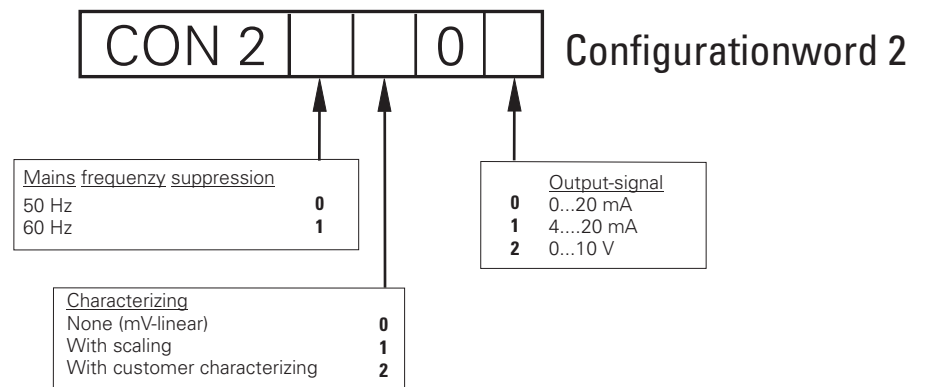 CON 2 0 Configurationword 2
Mains frequenzy suppression
50 Hz 0
60 Hz 1
Output-signal
0 0...20 mA
1 4....20 mA
2 0...10 V
Characterizing
None (mV-linear) 0
With scaling 1
With customer characterizing 2